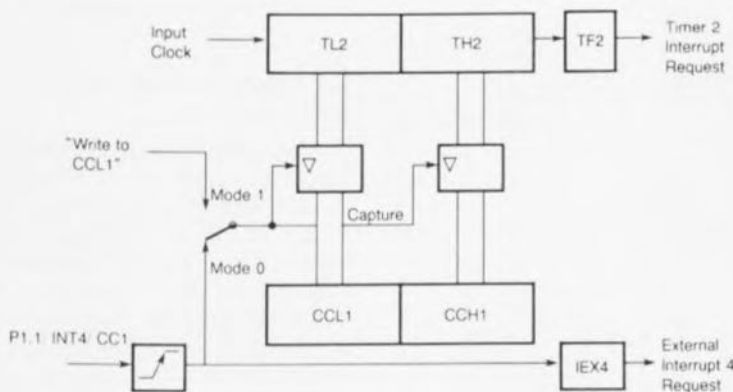 Input
Clock
TL2
TH2
TF2
Timer 2
Interrupt
Request
"Write to
CCL1"
Mode 1
Capture
Mode 0
CCL1
CCH1
P1.1/ INT4/ CC1
IEX4
External
Interrupt 4
Request